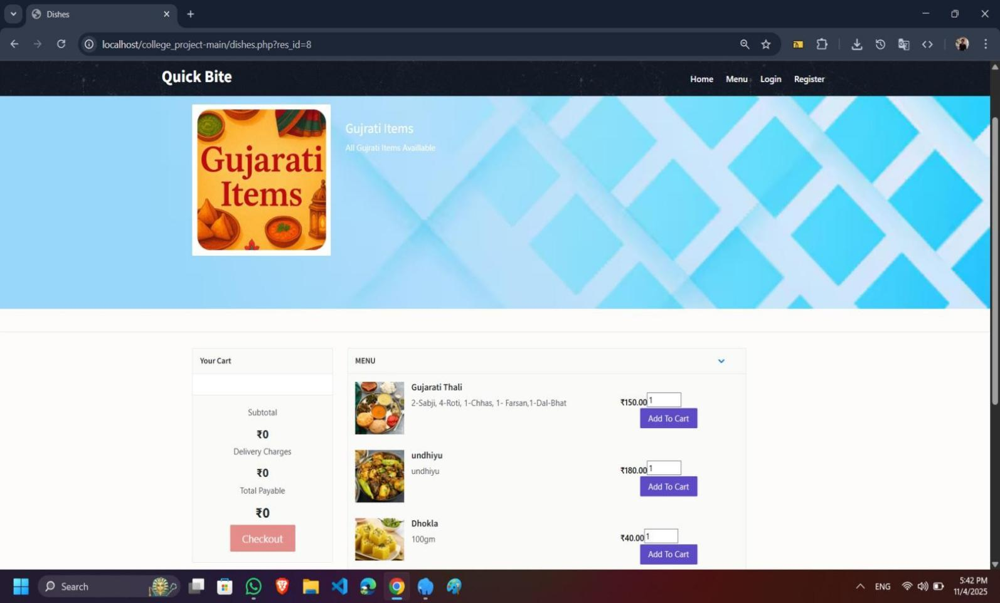 Dishes
localhost/college_project-main/dishes.php?res_id=8
Quick Bite
Home Menu Login Register
Gujarati
Items
Gujrati Items
All Gujrati Items Availlable
Your Cart
Subtotal
₹0
Delivery Charges
₹0
Total Payable
₹0
Checkout
MENU
Gujarati Thali
2-Sabji, 4-Roti, 1-Chhas, 1- Farsan,1-Dal-Bhat
₹150.00 1
Add To Cart
undhiyu
undhiyu
₹180.00 1
Add To Cart
Dhokla
100gm
₹40.00 1
Add To Cart
Search
ENG
5:42 PM
11/4/2025